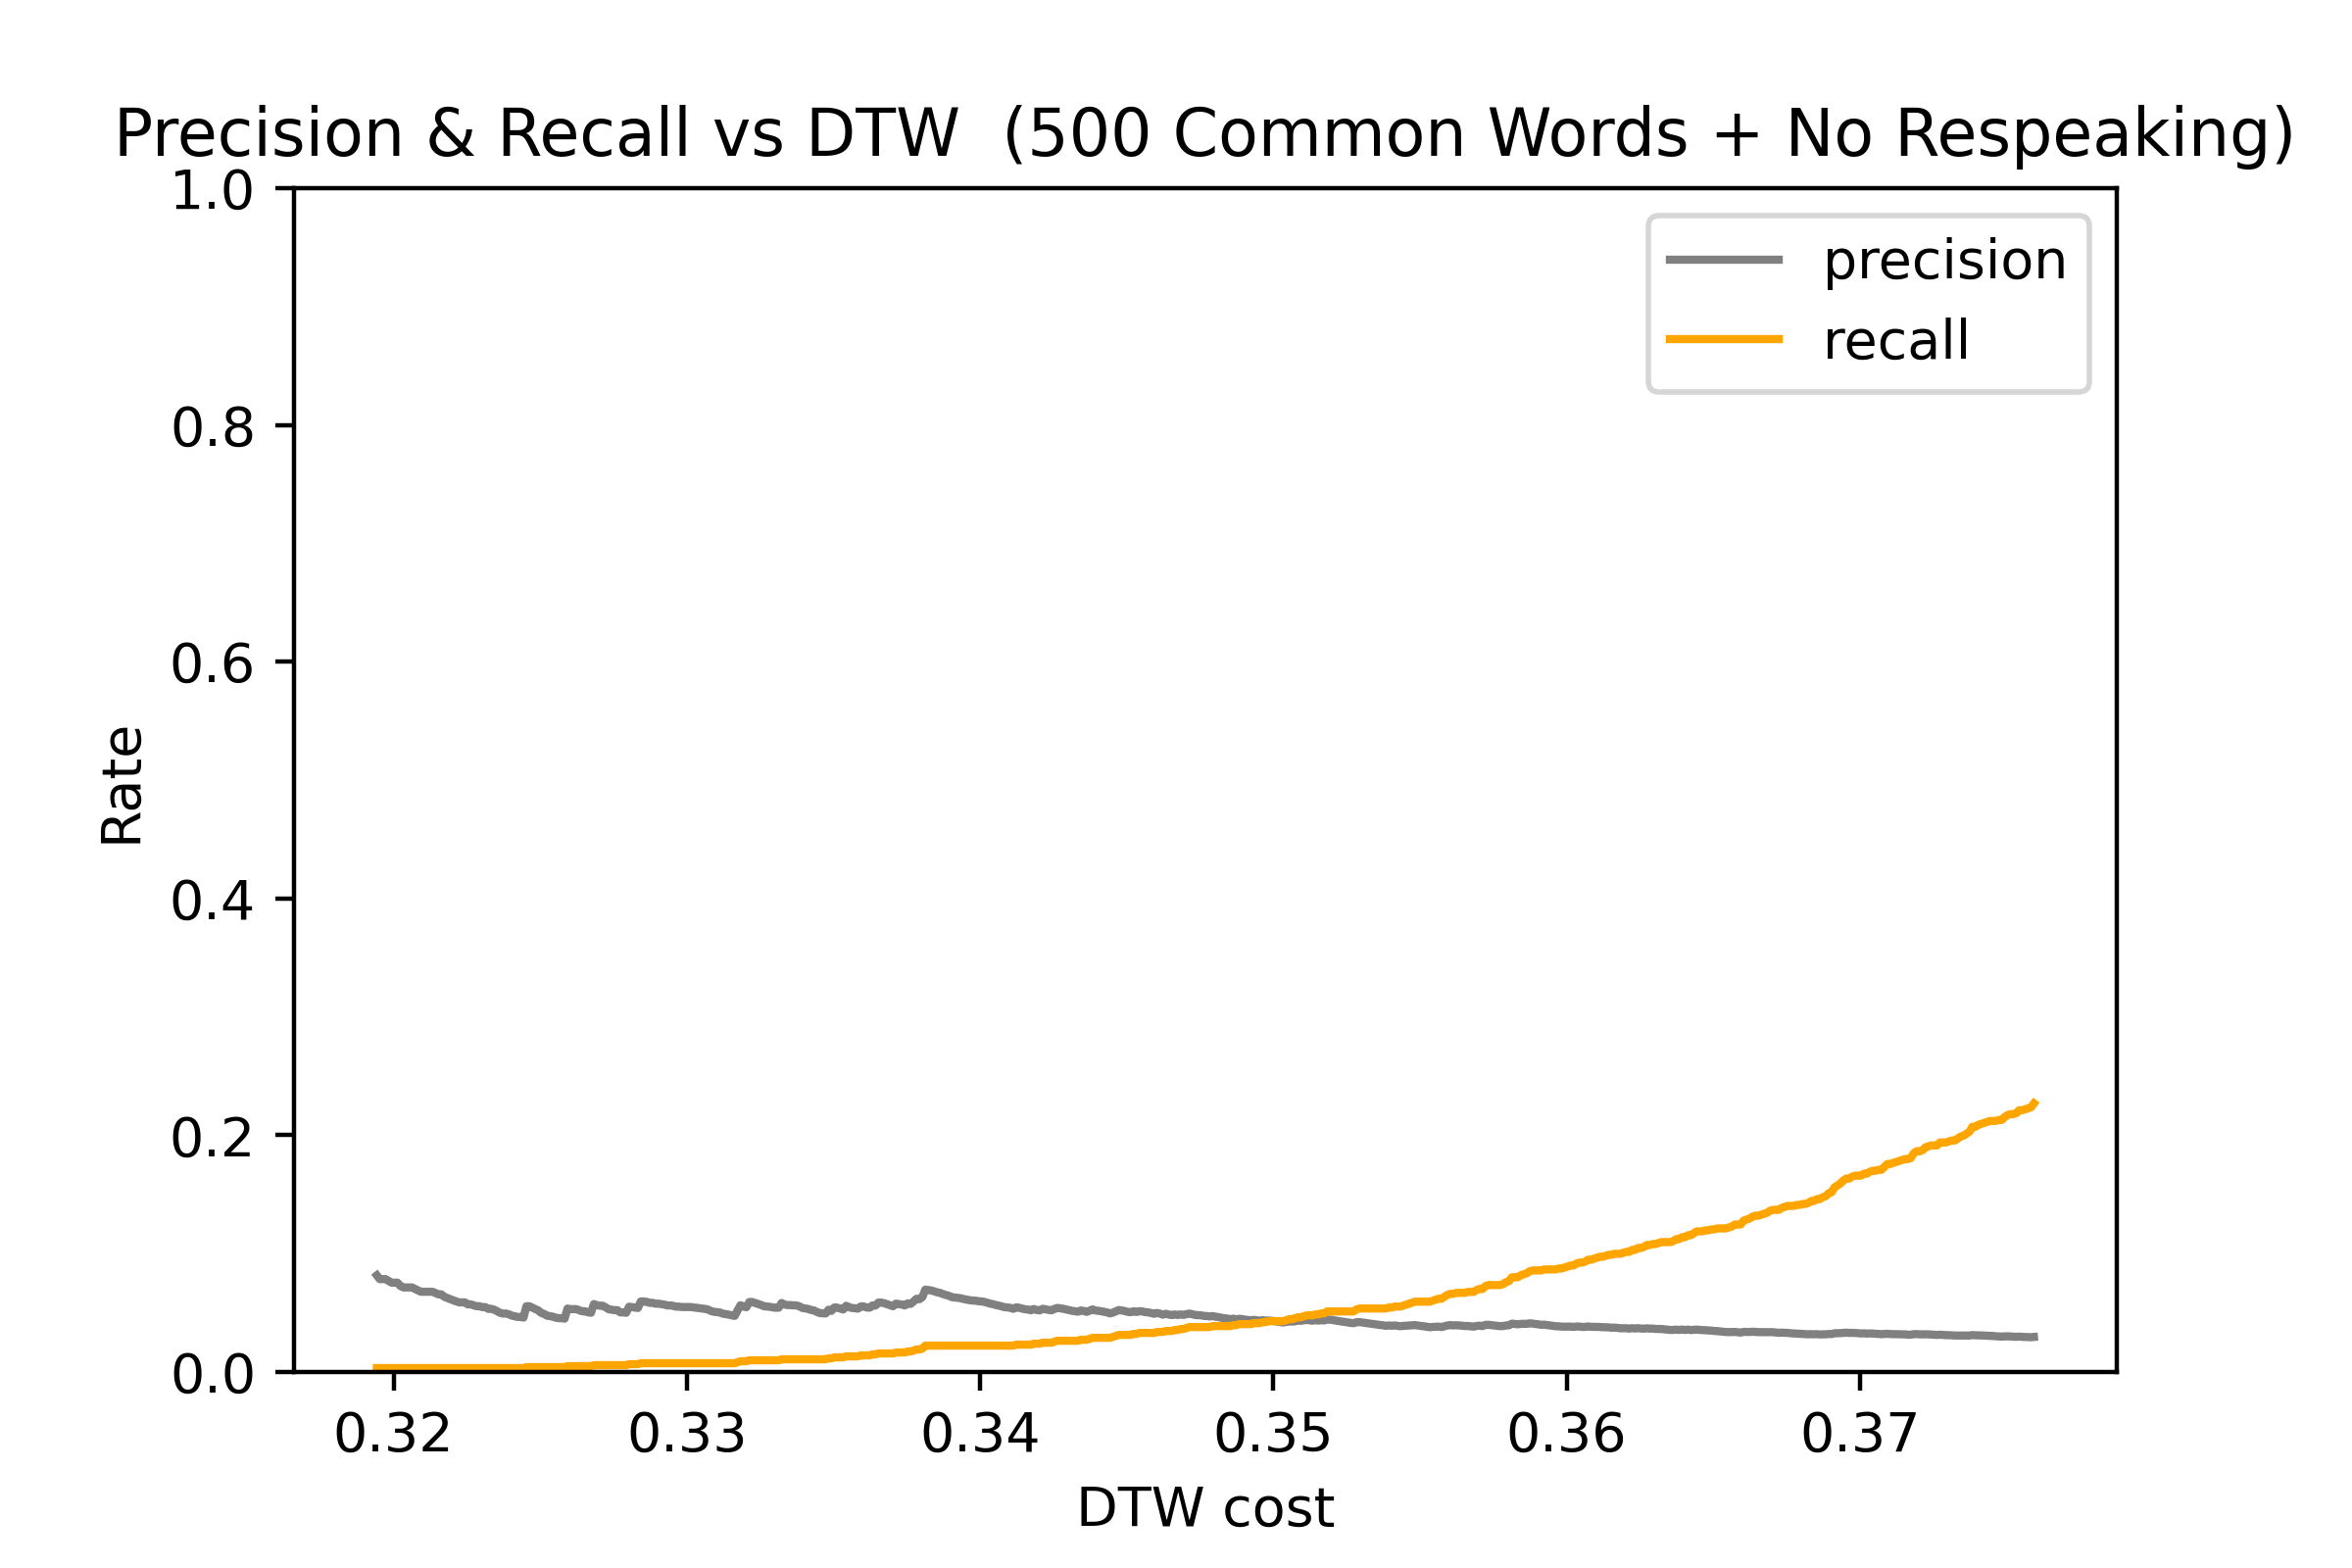 Precision & Recall vs DTW  (500 Common Words + No Respeaking)
precision
recall
1.0
0.8
0.6
0.4
0.2
0.0
Rate
0.32 0.33 0.34 0.35 0.36 0.37
DTW cost